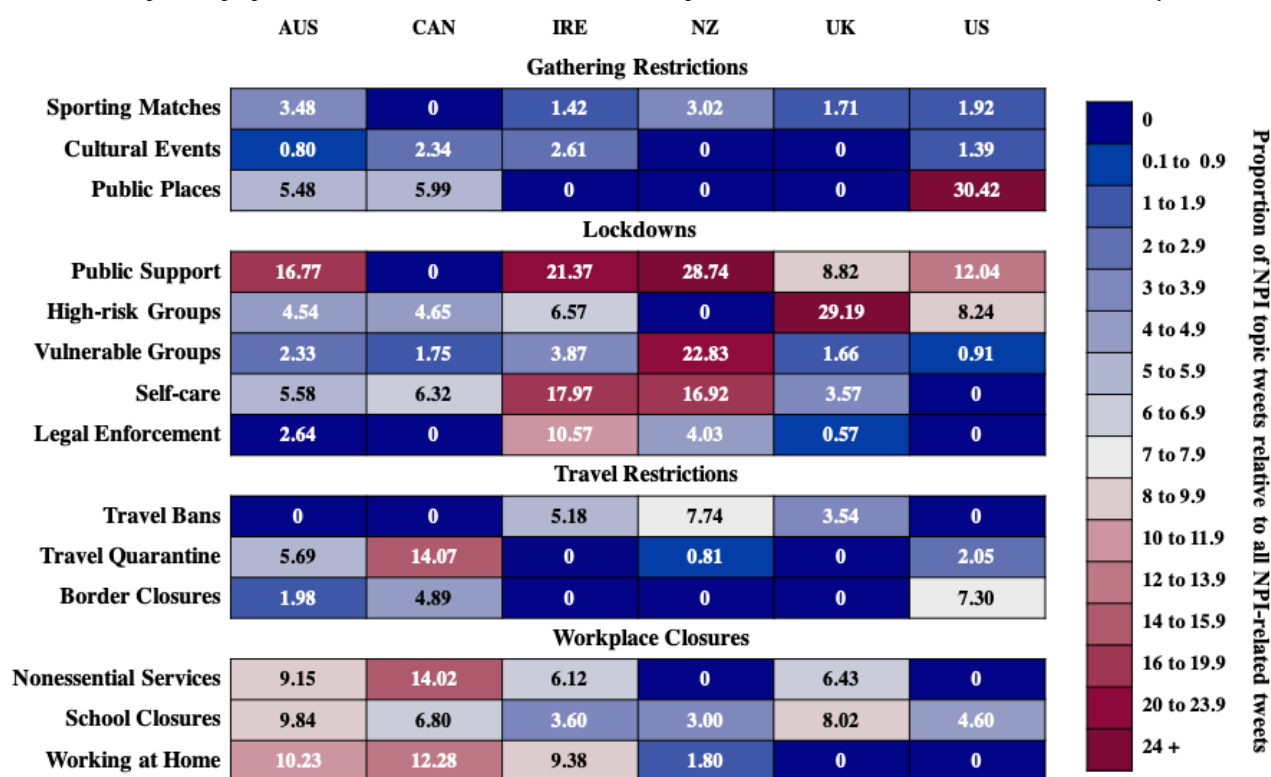 AUS CAN IRE NZ UK US
Gathering Restrictions
Sporting Matches 3.48 0 1.42 3.02 1.71 1.92
Cultural Events 0.80 2.34 2.61 0 0 1.39
Public Places 5.48 5.99 0 0 0 30.42
Lockdowns
Public Support 16.77 0 21.37 28.74 8.82 12.04
High-risk Groups 4.54 4.65 6.57 0 29.19 8.24
Vulnerable Groups 2.33 1.75 3.87 22.83 1.66 0.91
Self-care 5.58 6.32 17.97 16.92 3.57 0
Legal Enforcement 2.64 0 10.57 4.03 0.57 0
Travel Restrictions
Travel Bans 0 0 5.18 7.74 3.54 0
Travel Quarantine 5.69 14.07 0 0.81 0 2.05
Border Closures 1.98 4.89 0 0 0 7.30
Workplace Closures
Nonessential Services 9.15 14.02 6.12 0 6.43 0
School Closures 9.84 6.80 3.60 3.00 8.02 4.60
Working at Home 10.23 12.28 9.38 1.80 0 0
0
0.1 to 0.9
1 to 1.9
2 to 2.9
3 to 3.9
4 to 4.9
5 to 5.9
6 to 6.9
7 to 7.9
8 to 9.9
10 to 11.9
12 to 13.9
14 to 15.9
16 to 19.9
20 to 23.9
24 +
Proportion of NPI topic tweets relative to all NPI-related tweets